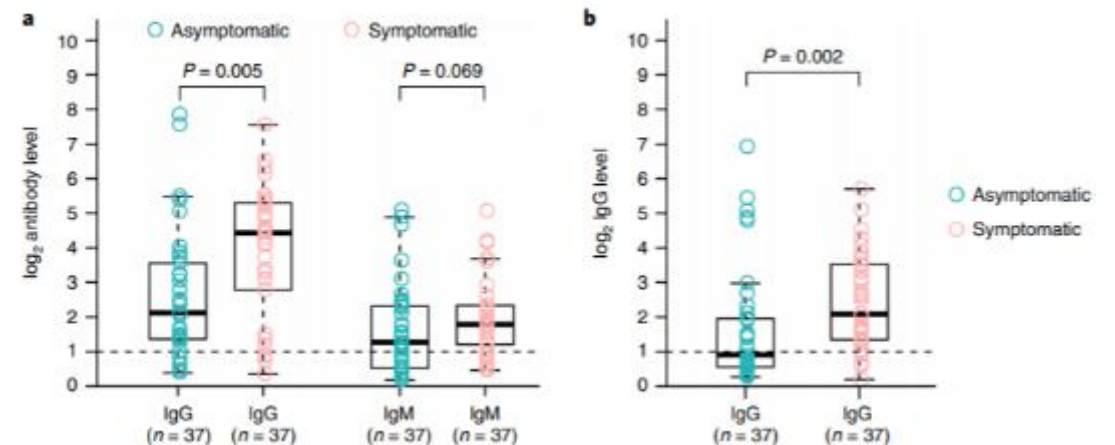 a
Asymptomatic Symptomatic
P = 0.005 P = 0.069
log2 antibody level
10
9
8
7
6
5
4
3
2
1
0
IgG IgG IgM IgM
(n = 37) (n = 37) (n = 37) (n = 37)
b
P = 0.002
log2 IgG level
10
9
8
7
6
5
4
3
2
1
0
IgG IgG
(n = 37) (n = 37)
Asymptomatic
Symptomatic